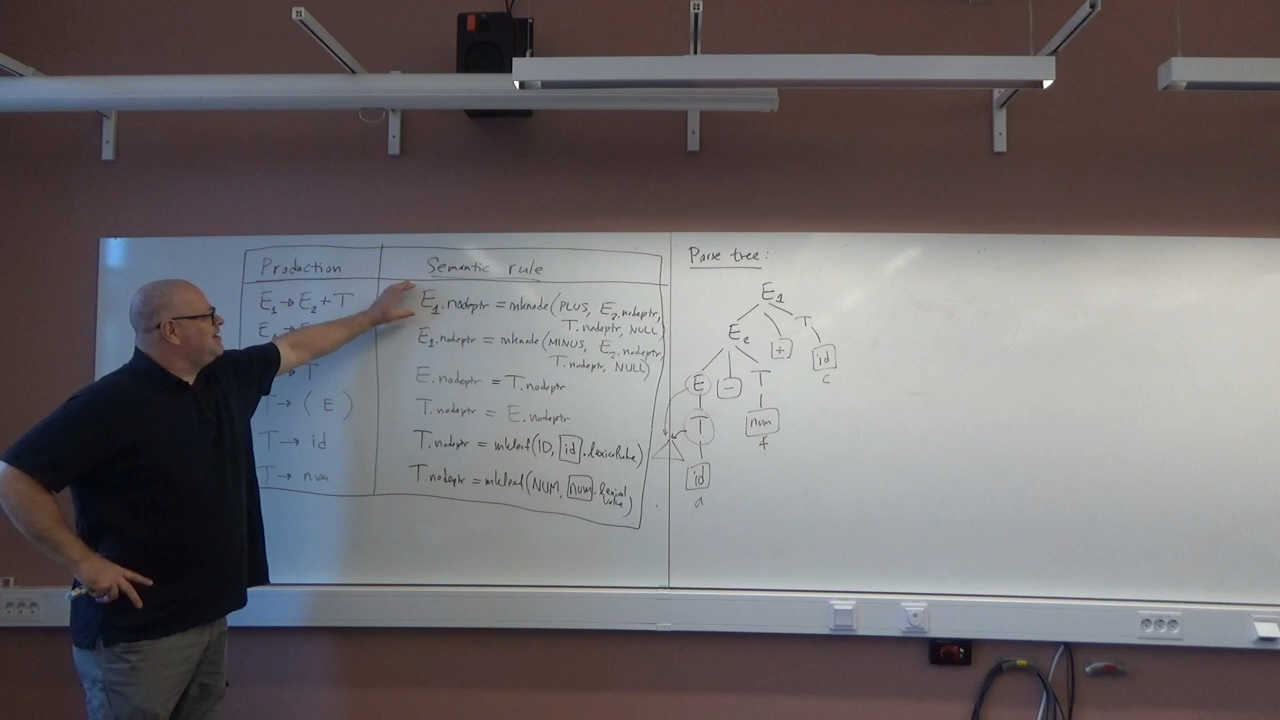 Production Semantic rule
E₁ → E₂ + T E₁.nodeptr = mknode(PLUS, E₂.nodeptr,
T.nodeptr, NULL)
E₁ E₁.nodeptr = mknode(MINUS, E₂.nodeptr,
T.nodeptr, NULL)
→ T E.nodeptr = T.nodeptr
T → ( E ) T.nodeptr = E.nodeptr
T → id T.nodeptr = mkleaf(ID, id.lexicalvalue)
T → num T.nodeptr = mkleaf(NUM, num.lexical
value)
Parse tree:
E₁
E₂ + T
id
c
E - T
T num
4
id
a